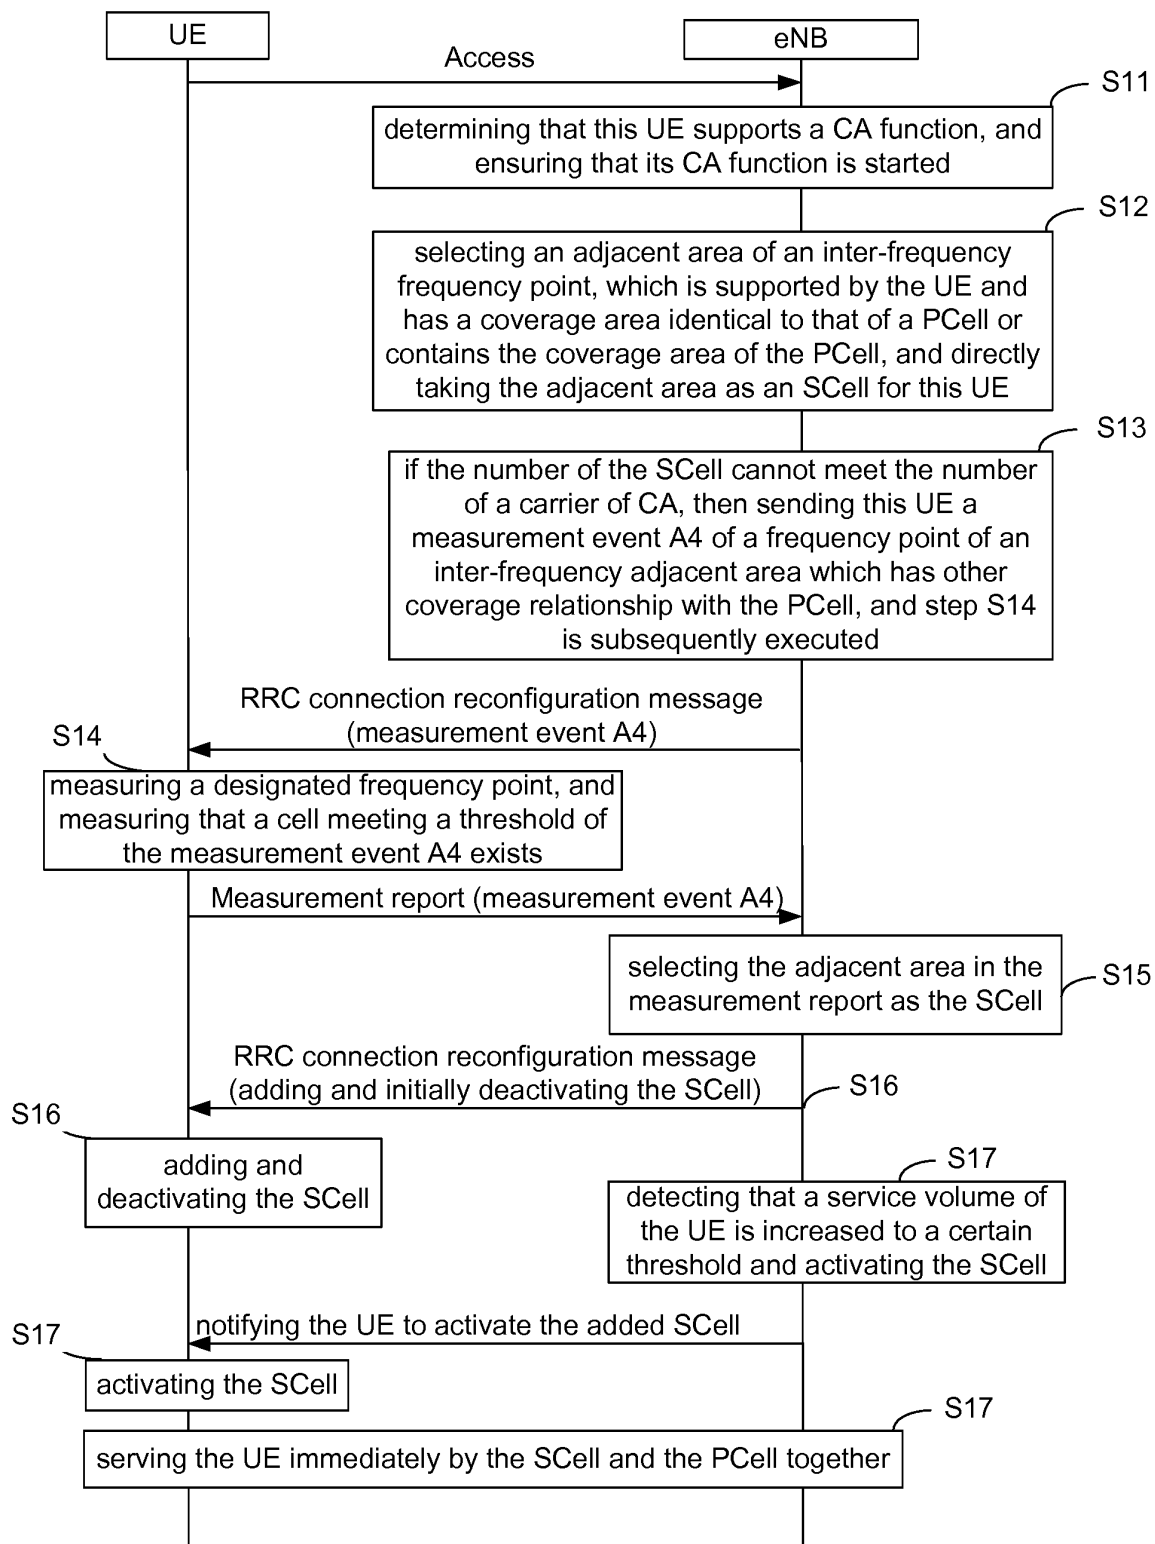 UE
eNB
Access
S11
determining that this UE supports a CA function, and
ensuring that its CA function is started
S12
selecting an adjacent area of an inter-frequency
frequency point, which is supported by the UE and
has a coverage area identical to that of a PCell or
contains the coverage area of the PCell, and directly
taking the adjacent area as an SCell for this UE
S13
if the number of the SCell cannot meet the number
of a carrier of CA, then sending this UE a
measurement event A4 of a frequency point of an
inter-frequency adjacent area which has other
coverage relationship with the PCell, and step S14
is subsequently executed
RRC connection reconfiguration message
(measurement event A4)
S14
measuring a designated frequency point, and
measuring that a cell meeting a threshold of
the measurement event A4 exists
Measurement report (measurement event A4)
selecting the adjacent area in the
measurement report as the SCell
S15
RRC connection reconfiguration message
(adding and initially deactivating the SCell)
S16
S16
adding and
deactivating the SCell
S17
detecting that a service volume of
the UE is increased to a certain
threshold and activating the SCell
notifying the UE to activate the added SCell
S17
activating the SCell
S17
serving the UE immediately by the SCell and the PCell together